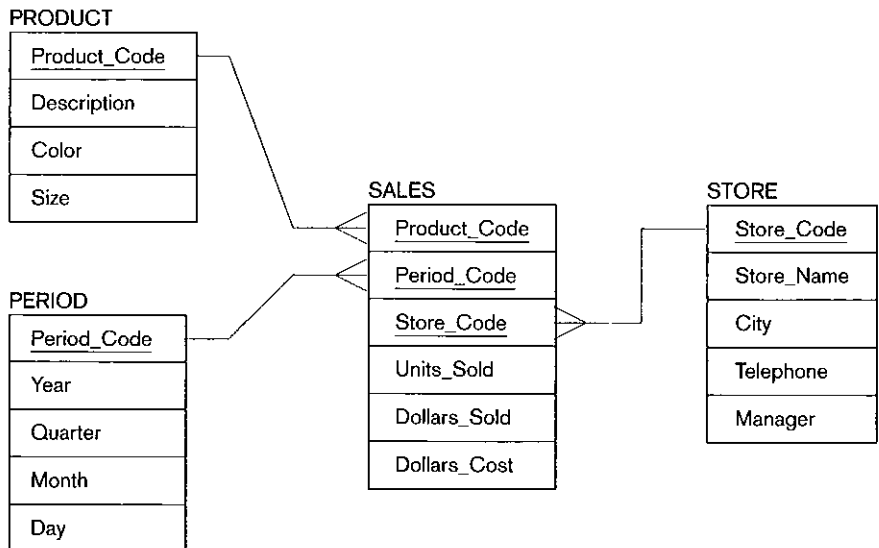 PRODUCT
Product_Code
Description
Color
Size
PERIOD
Period_Code
Year
Quarter
Month
Day
SALES
Product_Code
Period_Code
Store_Code
Units_Sold
Dollars_Sold
Dollars_Cost
STORE
Store_Code
Store_Name
City
Telephone
Manager